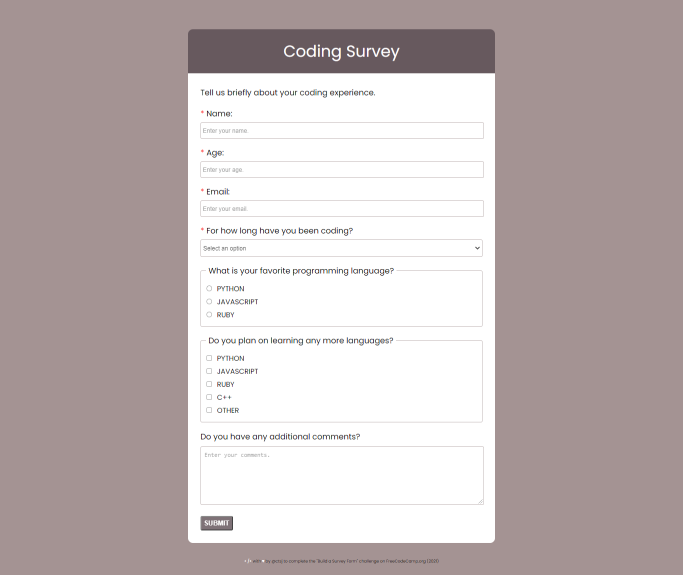 Coding Survey
Tell us briefly about your coding experience.
* Name:
Enter your name
* Age:
Enter your age
* Email:
Enter your email
* For how long have you been coding?
Select an option
What is your favorite programming language?
PYTHON
JAVASCRIPT
RUBY
Do you plan on learning any more languages?
PYTHON
JAVASCRIPT
RUBY
C++
OTHER
Do you have any additional comments?
Enter your comments…
SUBMIT
</> with by to complete the "Build a Survey Form" challenge on FreeCodeCamp.org (2021)